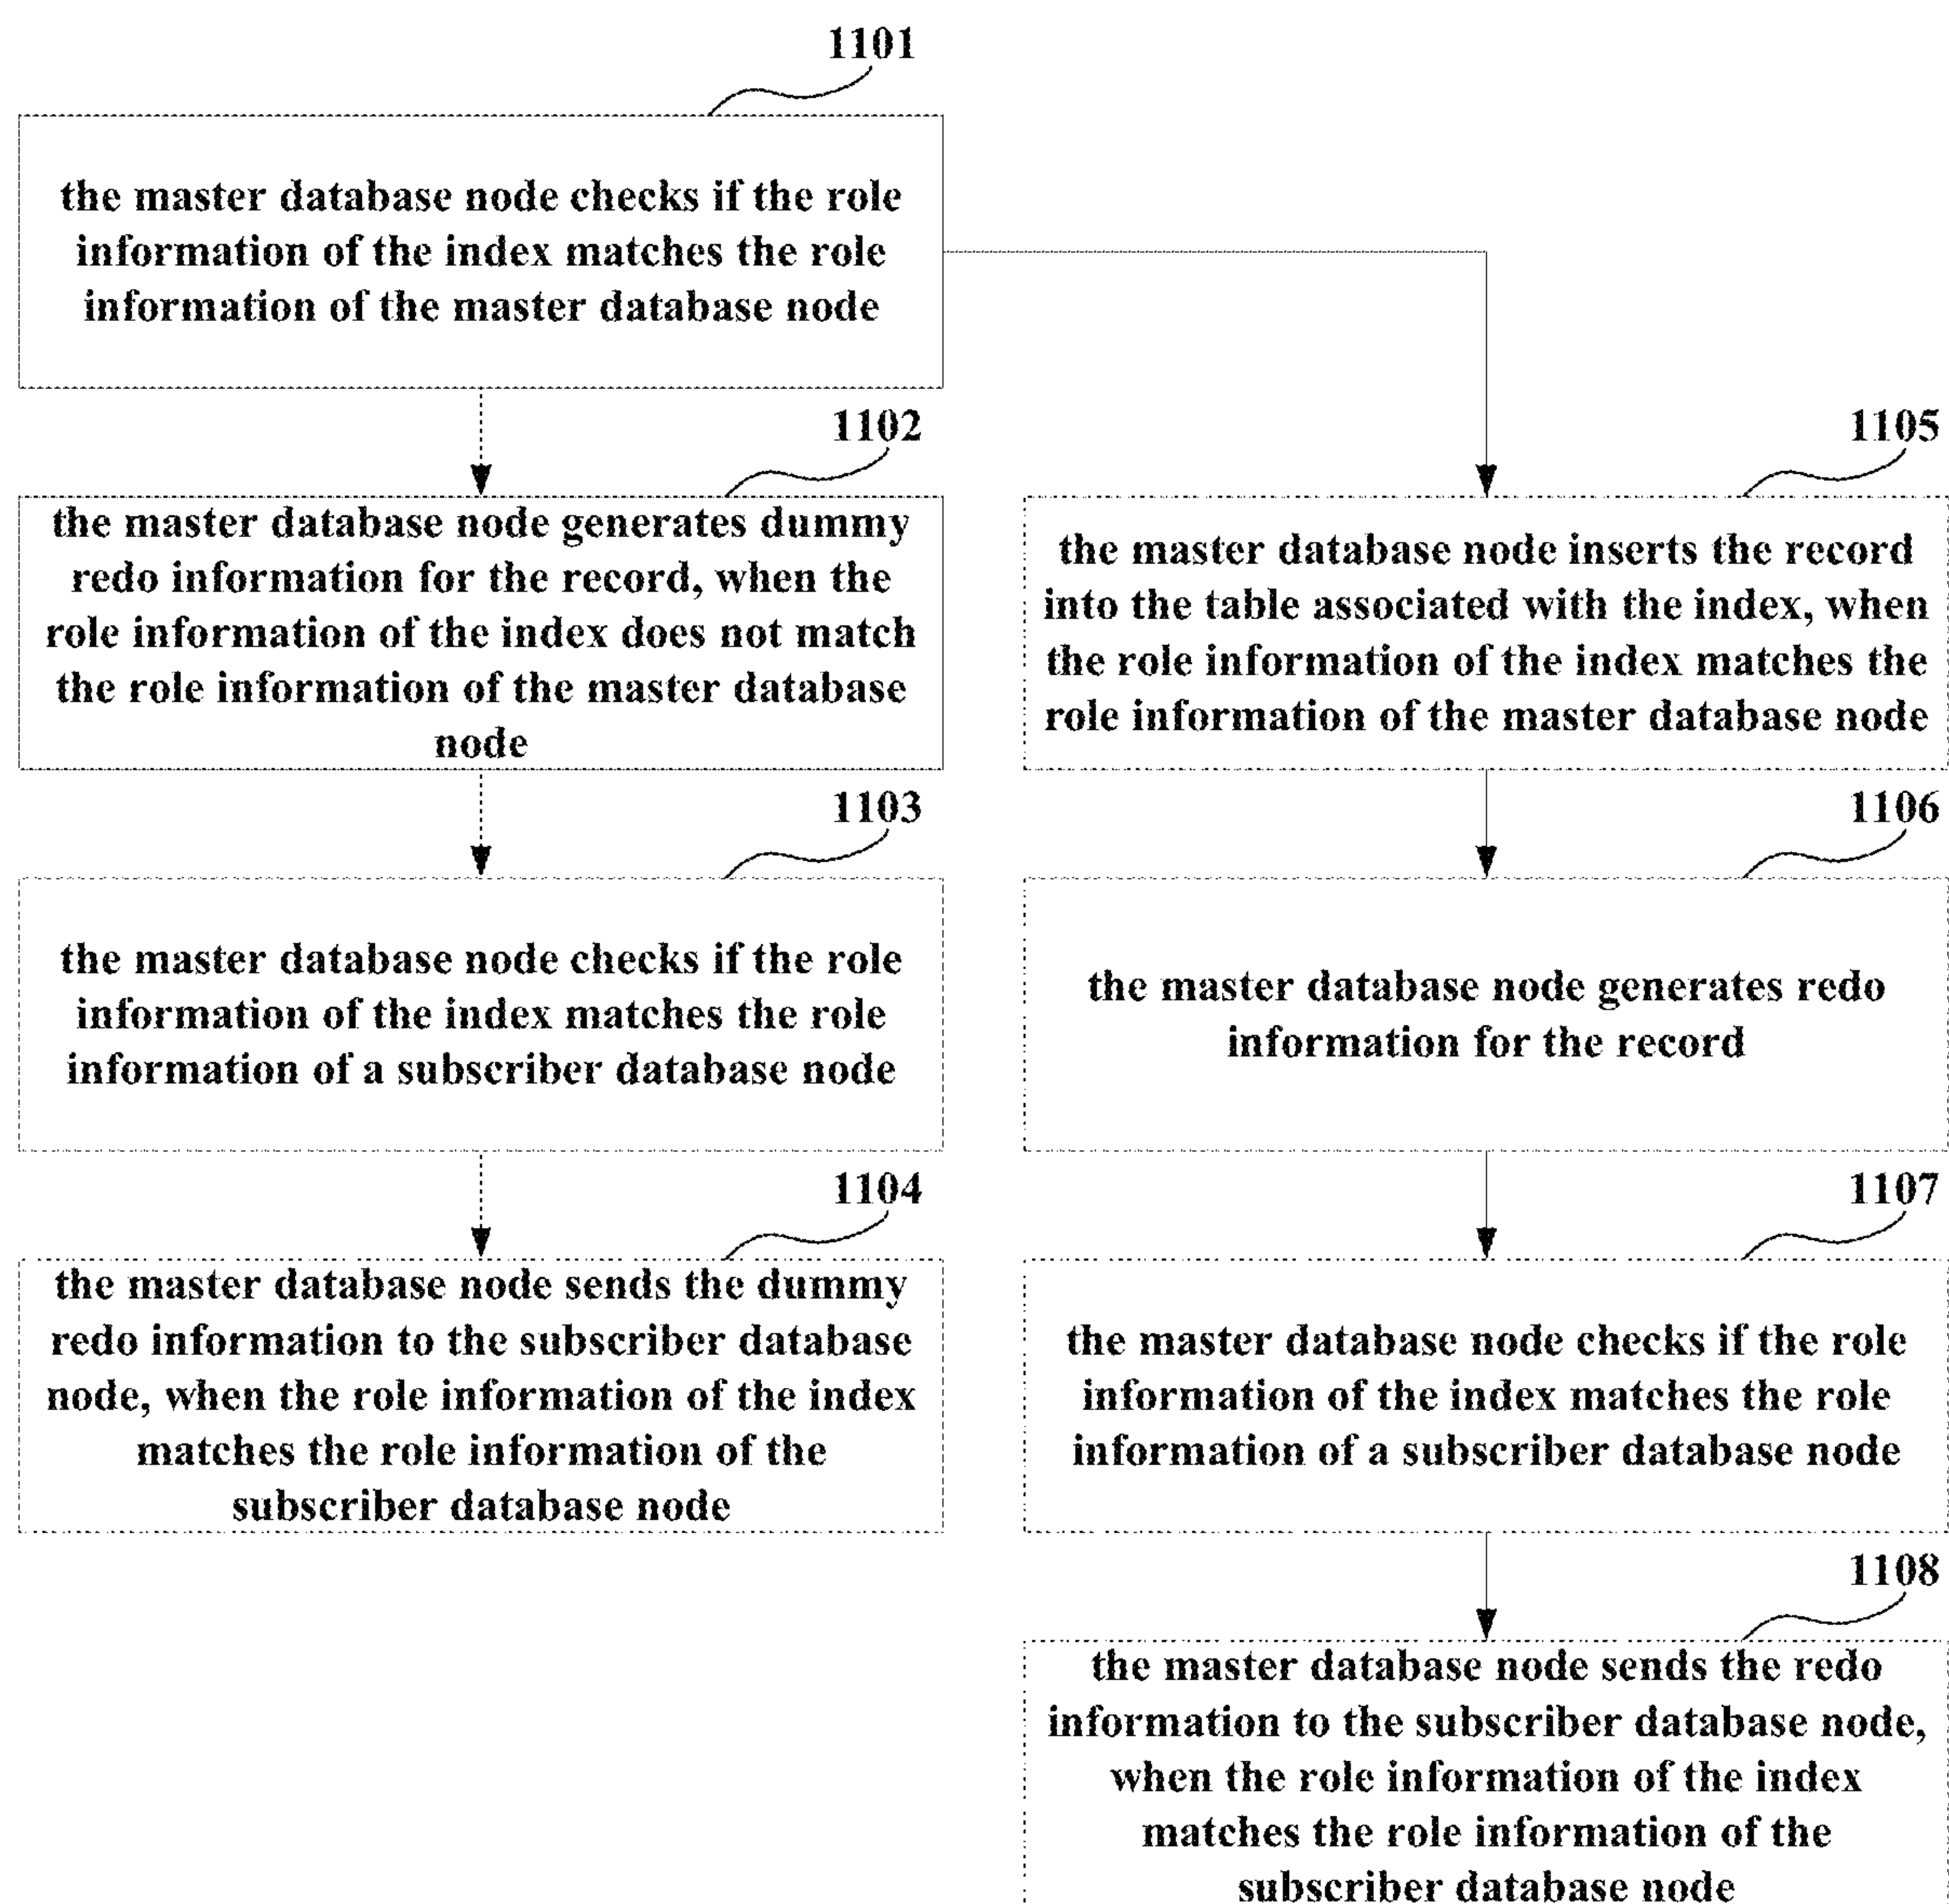 1101
the master database node checks if the role
information of the index matches the role
information of the master database node
1102
the master database node generates dummy
redo information for the record, when the
role information of the index does not match
the role information of the master database
node
1103
the master database node checks if the role
information of the index matches the role
information of a subscriber database node
1104
the master database node sends the dummy
redo information to the subscriber database
node, when the role information of the index
matches the role information of the
subscriber database node
1105
the master database node inserts the record
into the table associated with the index, when
the role information of the index matches the
role information of the master database node
1106
the master database node generates redo
information for the record
1107
the master database node checks if the role
information of the index matches the role
information of a subscriber database node
1108
the master database node sends the redo
information to the subscriber database node,
when the role information of the index
matches the role information of the
subscriber database node